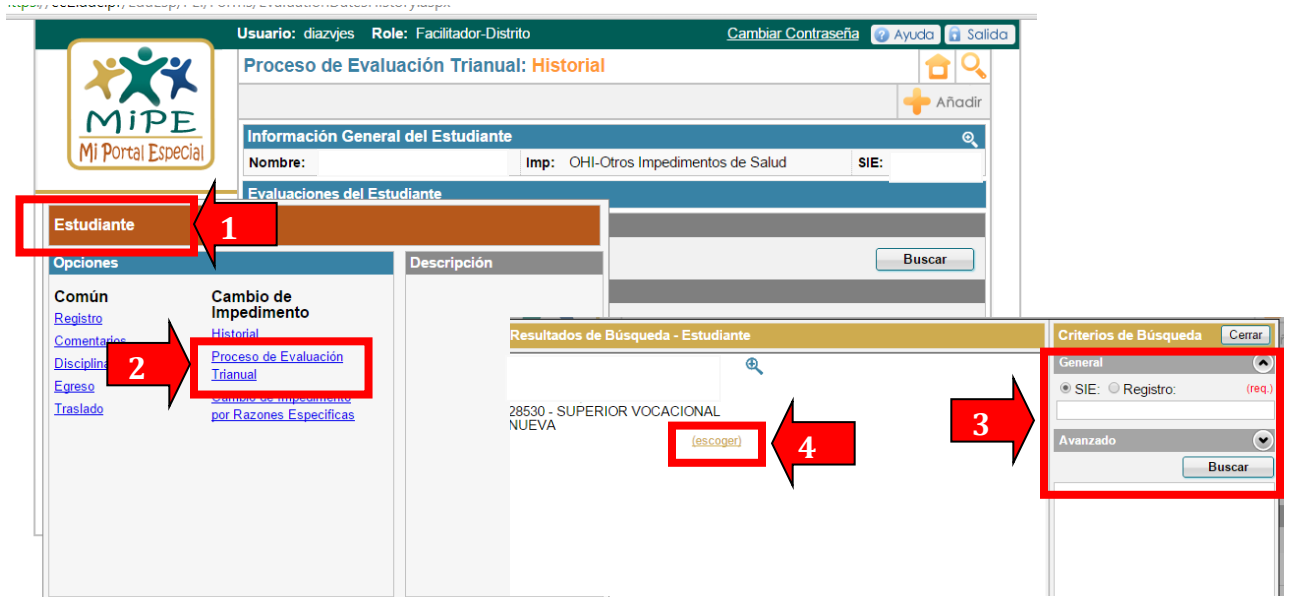 Usuario: diazvjes Role: Facilitador-Distrito Cambiar Contraseña Ayuda Salida
Proceso de Evaluación Trianual: Historial
Añadir
MiPE
Mi Portal Especial
Información General del Estudiante
Nombre: Imp: OHI-Otros Impedimentos de Salud SIE:
Evaluaciones del Estudiante
Estudiante
1
Opciones
Descripción
Buscar
Común
Registro
Comentarios
Disciplina
Egreso
Traslado
Cambio de
Impedimento
Historial
Proceso de Evaluación
Trianual
Cambio de Impedimento
por Razones Especificas
2
Resultados de Búsqueda - Estudiante
28530 - SUPERIOR VOCACIONAL
NUEVA
(escoger)
4
Criterios de Búsqueda Cerrar
General
SIE: Registro: (req.)
3
Avanzado
Buscar